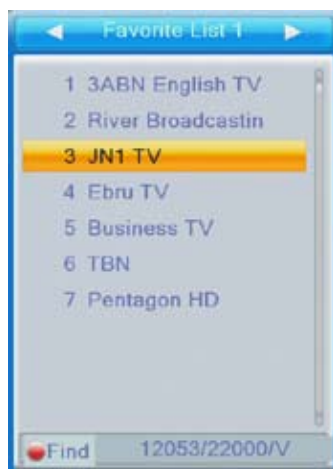 Favorite List 1
1 3ABN English TV
2 River Broadcastin
3 JN1 TV
4 Ebru TV
5 Business TV
6 TBN
7 Pentagon HD
Find 12053/22000/V